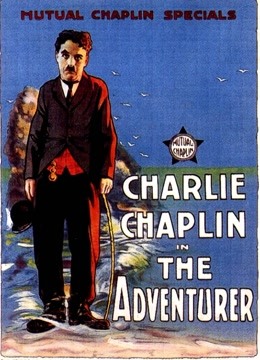 MUTUAL CHAPLIN SPECIALS
MUTUAL
CHAPLIN
CHARLIE
CHAPLIN
in
THE
ADVENTURER